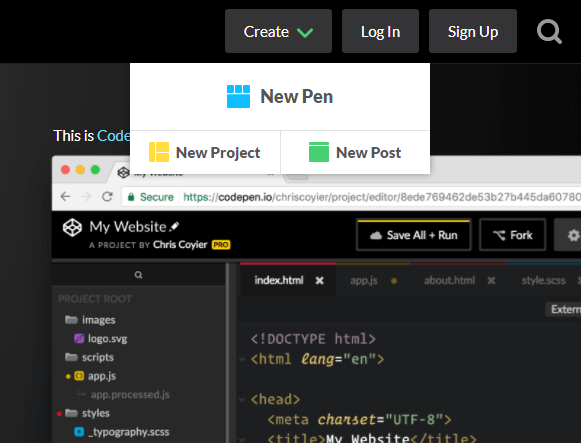 Create Log In Sign Up
New Pen
New Project New Post
This is Code
Secure https://codepen.io/chriscoyier/project/editor/8ede769462de53b27b445da60780
My Website
A PROJECT BY Chris Coyier PRO
Save All + Run Fork
index.html app.js about.html style.scss
PROJECT ROOT
images
logo.svg
scripts
app.js
app.processed.js
styles
_typography.scss
Extern
<!DOCTYPE html>
<html lang="en">
<head>
<meta charset="UTF-8">
<title>My Website</title>